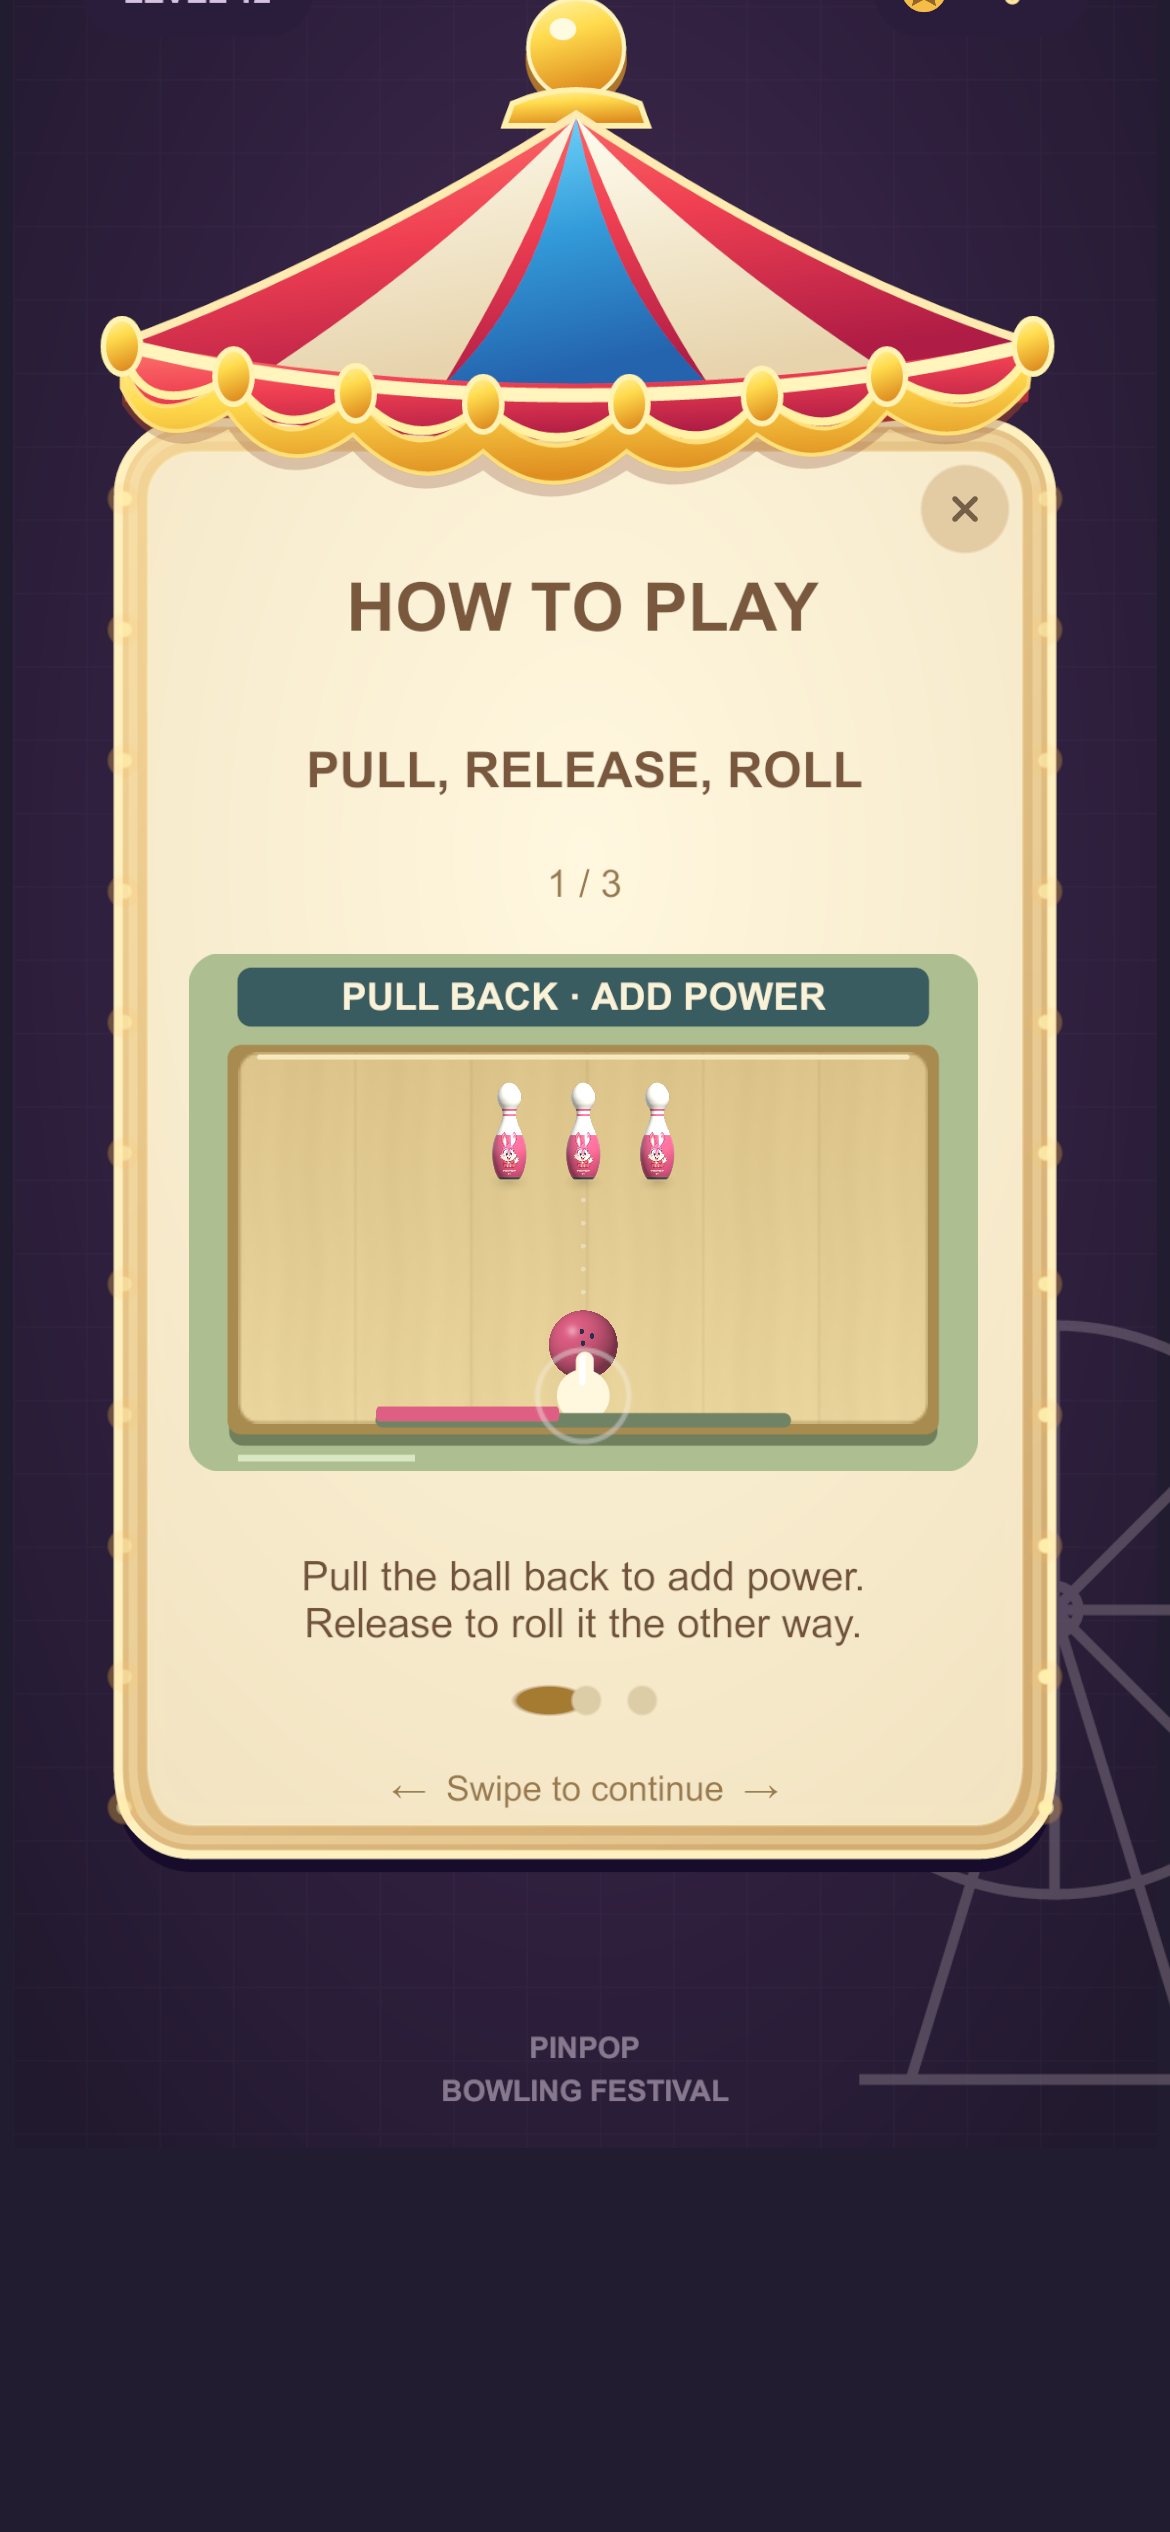 HOW TO PLAY
PULL, RELEASE, ROLL
1 / 3
PULL BACK · ADD POWER
Pull the ball back to add power.
Release to roll it the other way.
← Swipe to continue →
PINPOP
BOWLING FESTIVAL